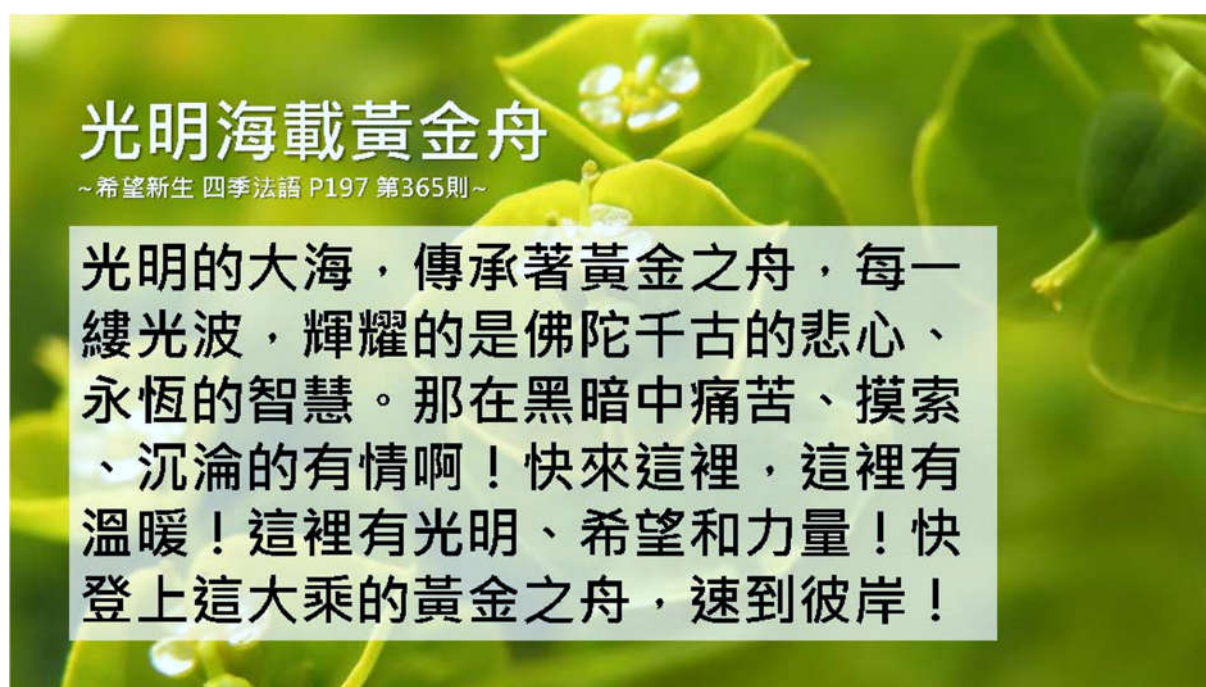 光明海載黃金舟
~希望新生 四季法語 P197 第365則~
光明的大海，傳承著黃金之舟，每一
縷光波，輝耀的是佛陀千古的悲心、
永恆的智慧。那在黑暗中痛苦、摸索
、沉淪的有情啊！快來這裡，這裡有
溫暖！這裡有光明、希望和力量！快
登上這大乘的黃金之舟，速到彼岸！